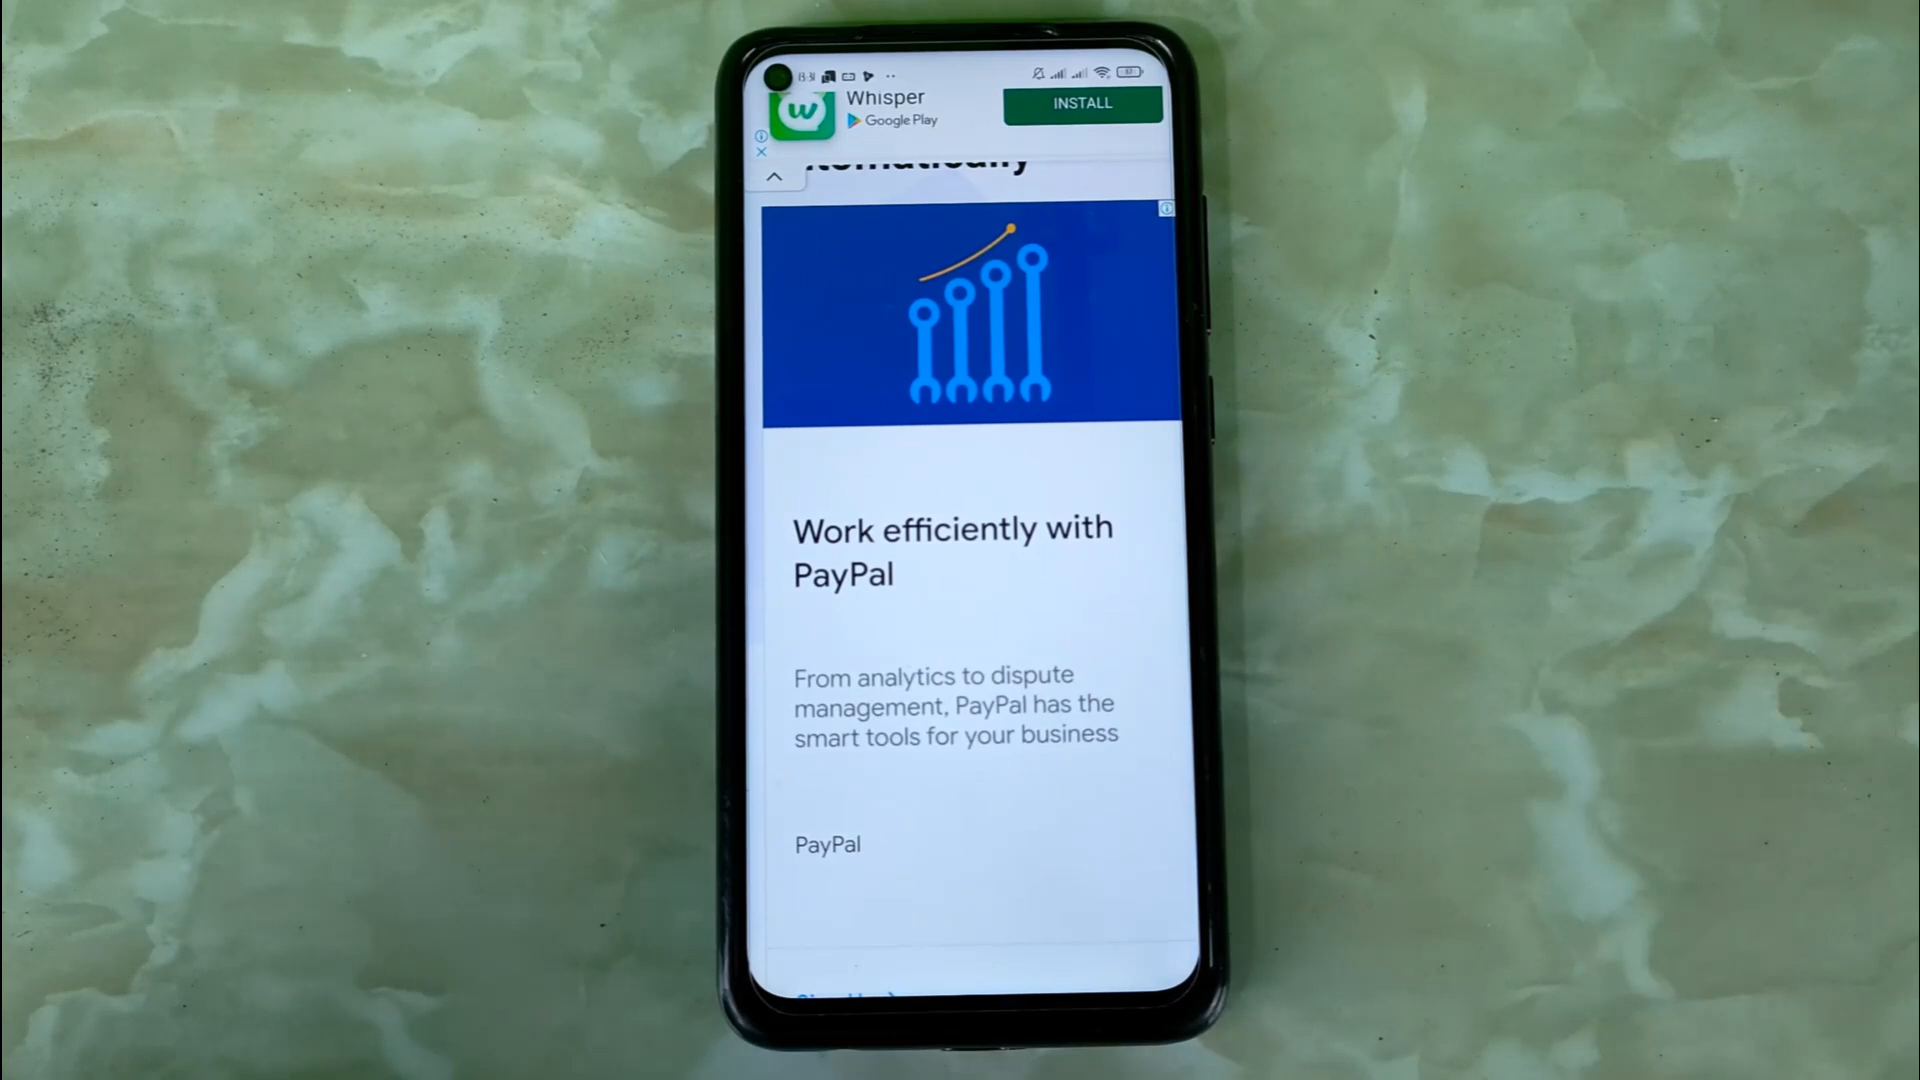 Whisper
INSTALL
Google Play
Work efficiently with
PayPal
From analytics to dispute
management, PayPal has the
smart tools for your business
PayPal